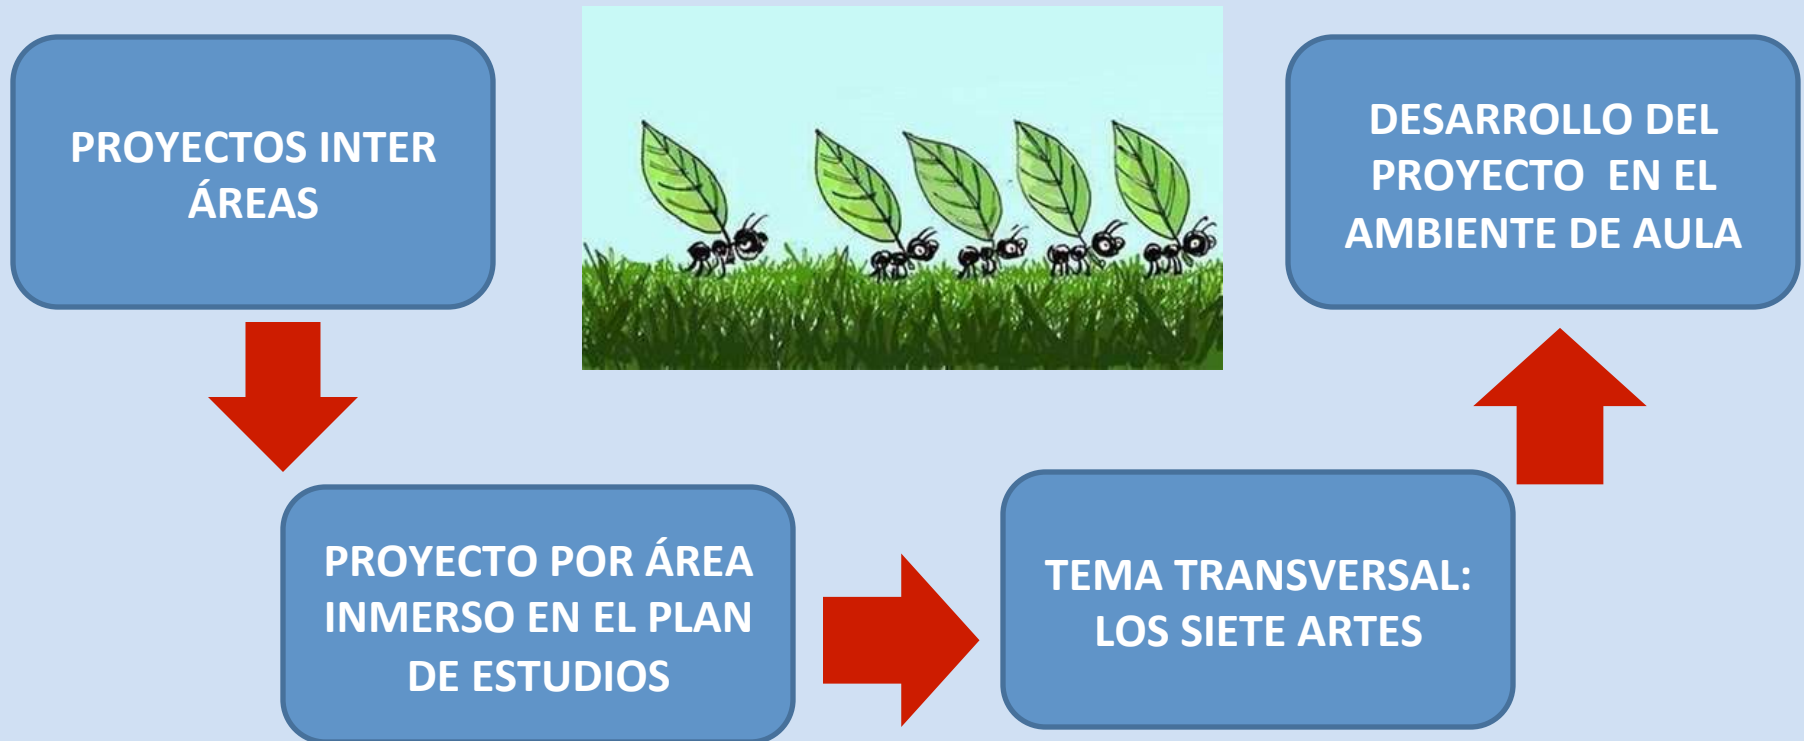 PROYECTOS INTER
ÁREAS
PROYECTO POR ÁREA
INMERSO EN EL PLAN
DE ESTUDIOS
TEMA TRANSVERSAL:
LOS SIETE ARTES
DESARROLLO DEL
PROYECTO  EN EL
AMBIENTE DE AULA